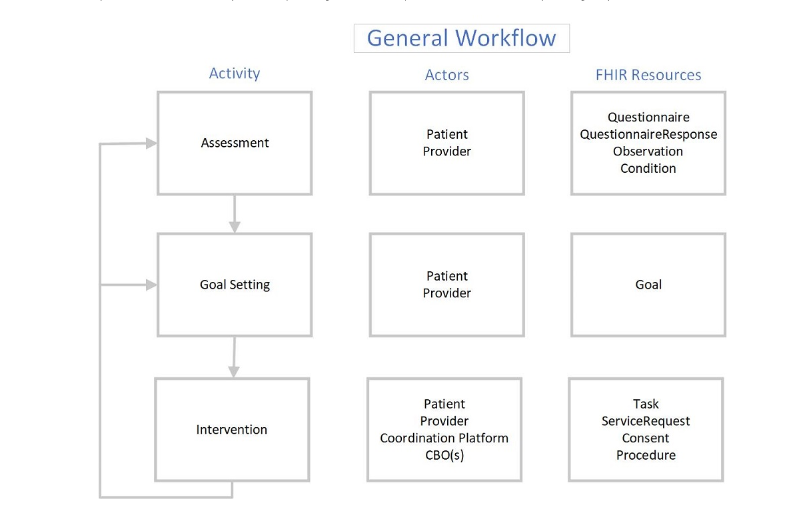 General Workflow
Activity
Actors
FHIR Resources
Assessment
Patient
Provider
Questionnaire
QuestionnaireResponse
Observation
Condition
Goal Setting
Patient
Provider
Goal
Intervention
Patient
Provider
Coordination Platform
CBO(s)
Task
ServiceRequest
Consent
Procedure